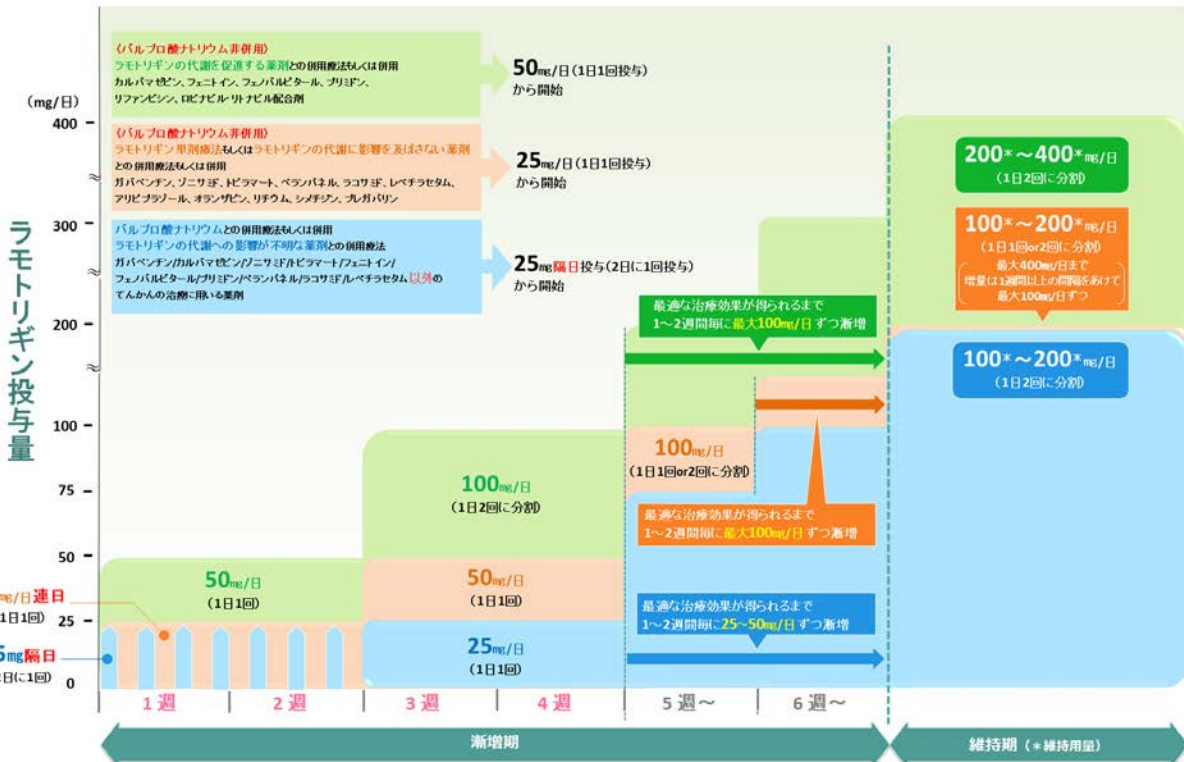 〈バルプロ酸ナトリウム非併用〉
ラモトリギンの代謝を促進する薬剤との併用療法もしくは併用
カルバマゼピン、フェニトイン、フェノバルビタール、プリミドン、
リファンピシン、ロピナビル・リトナビル配合剤
50mg/日(1日1回投与)
から開始
〈バルプロ酸ナトリウム非併用〉
ラモトリギン単剤療法もしくはラモトリギンの代謝に影響を及ぼさない薬剤
との併用療法もしくは併用
ガバペンチン、ゾニサミド、トピラマート、ペランパネル、ラコサミド、レベチラセタム、
アリピプラゾール、オランザピン、リチウム、シメチジン、プレガバリン
25mg/日(1日1回投与)
から開始
バルプロ酸ナトリウムとの併用療法もしくは併用
ラモトリギンの代謝への影響が不明な薬剤との併用療法
ガバペンチン/カルバマゼピン/ゾニサミド/トピラマート/フェニトイン/
フェノバルビタール/プリミドン/ペランパネル/ラコサミド/レベチラセタム以外の
てんかんの治療に用いる薬剤
25mg隔日投与(2日に1回投与)
から開始
(mg/日)
400
300
200
100
75
50
25
0
ラモトリギン投与量
mg/日連日
1日1回)
5mg隔日
2日に1回)
50mg/日
(1日1回)
100mg/日
(1日2回に分割)
50mg/日
(1日1回)
25mg/日
(1日1回)
最適な治療効果が得られるまで
1~2週間毎に最大100mg/日ずつ漸増
100mg/日
(1日1回or2回に分割)
最適な治療効果が得られるまで
1~2週間毎に最大100mg/日ずつ漸増
最適な治療効果が得られるまで
1~2週間毎に25~50mg/日ずつ漸増
200*~400*mg/日
(1日2回に分割)
100*~200*mg/日
(1日1回or2回に分割)
最大400mg/日まで
増量は1週間以上の間隔をあけて
最大100mg/日ずつ
100*~200*mg/日
(1日2回に分割)
1週
2週
3週
4週
5週~
6週~
漸増期
維持期(*維持用量)